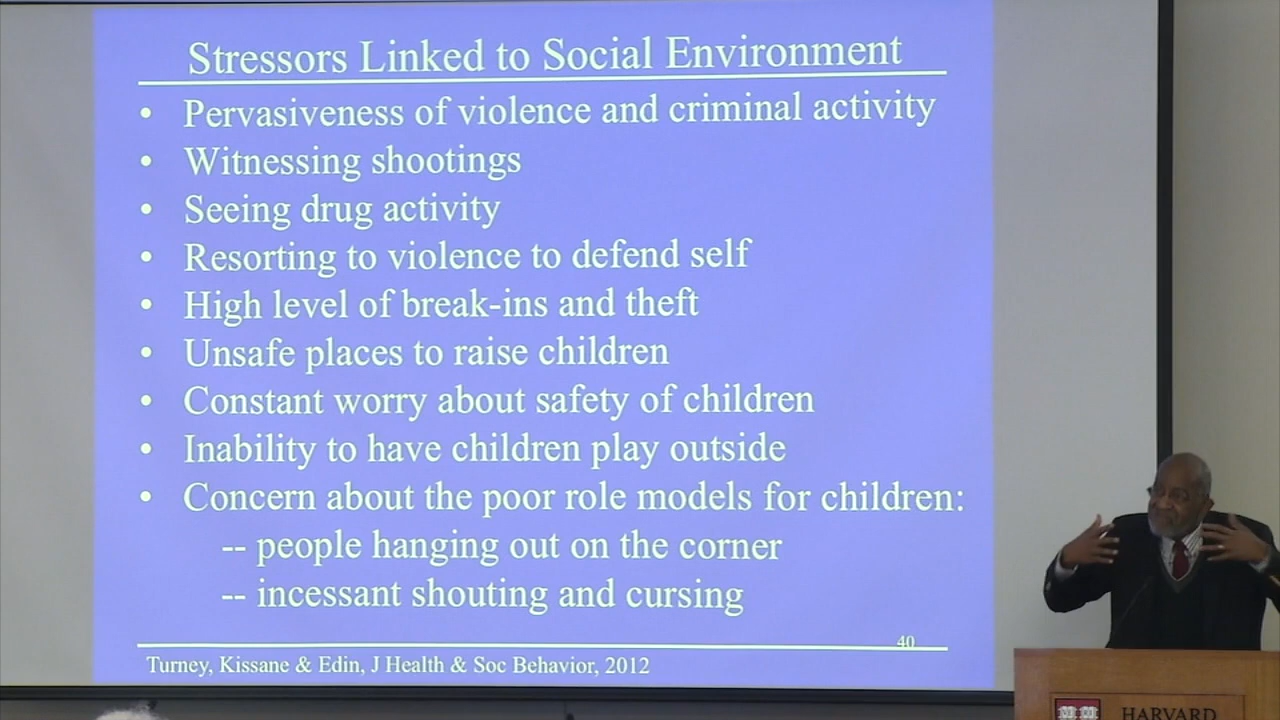 Stressors Linked to Social Environment
• Pervasiveness of violence and criminal activity
• Witnessing shootings
• Seeing drug activity
• Resorting to violence to defend self
• High level of break-ins and theft
• Unsafe places to raise children
• Constant worry about safety of children
• Inability to have children play outside
• Concern about the poor role models for children:
-- people hanging out on the corner
-- incessant shouting and cursing
40
Turney, Kissane & Edin, J Health & Soc Behavior, 2012
HARVARD